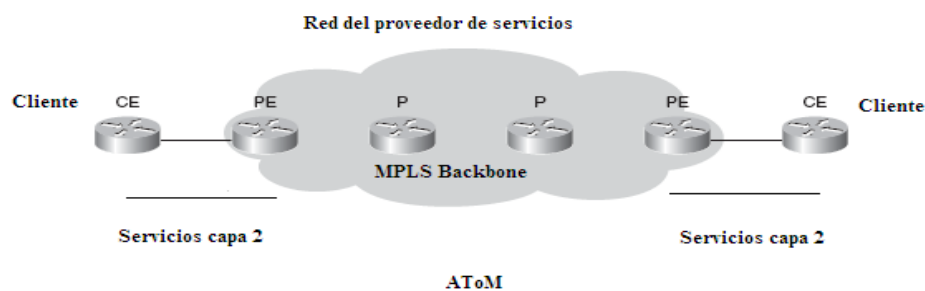 Red del proveedor de servicios
Cliente CE PE P P PE CE Cliente
MPLS Backbone
Servicios capa 2 Servicios capa 2
AToM